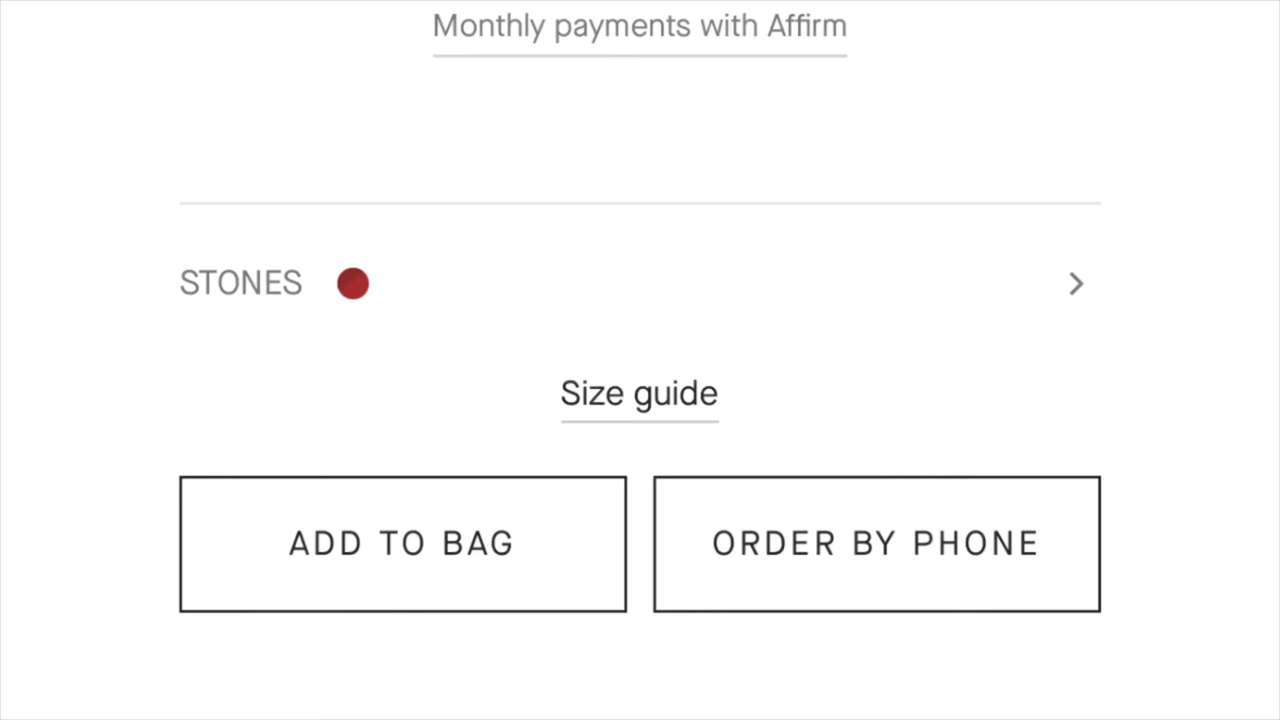 Monthly payments with Affirm
STONES
Size guide
ADD TO BAG
ORDER BY PHONE